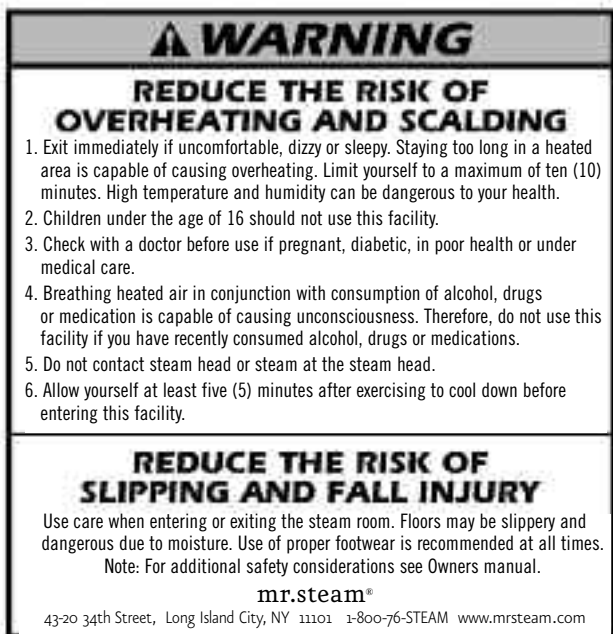 WARNING
REDUCE THE RISK OF
OVERHEATING AND SCALDING
1. Exit immediately if uncomfortable, dizzy or sleepy. Staying too long in a heated
area is capable of causing overheating. Limit yourself to a maximum of ten (10)
minutes. High temperature and humidity can be dangerous to your health.
2. Children under the age of 16 should not use this facility.
3. Check with a doctor before use if pregnant, diabetic, in poor health or under
medical care.
4. Breathing heated air in conjunction with consumption of alcohol, drugs
or medication is capable of causing unconsciousness. Therefore, do not use this
facility if you have recently consumed alcohol, drugs or medications.
5. Do not contact steam head or steam at the steam head.
6. Allow yourself at least five (5) minutes after exercising to cool down before
entering this facility.
REDUCE THE RISK OF
SLIPPING AND FALL INJURY
Use care when entering or exiting the steam room. Floors may be slippery and
dangerous due to moisture. Use of proper footwear is recommended at all times.
Note: For additional safety considerations see Owners manual.
mr.steam®
43-20 34th Street, Long Island City, NY 11101 1-800-76-STEAM www.mrsteam.com